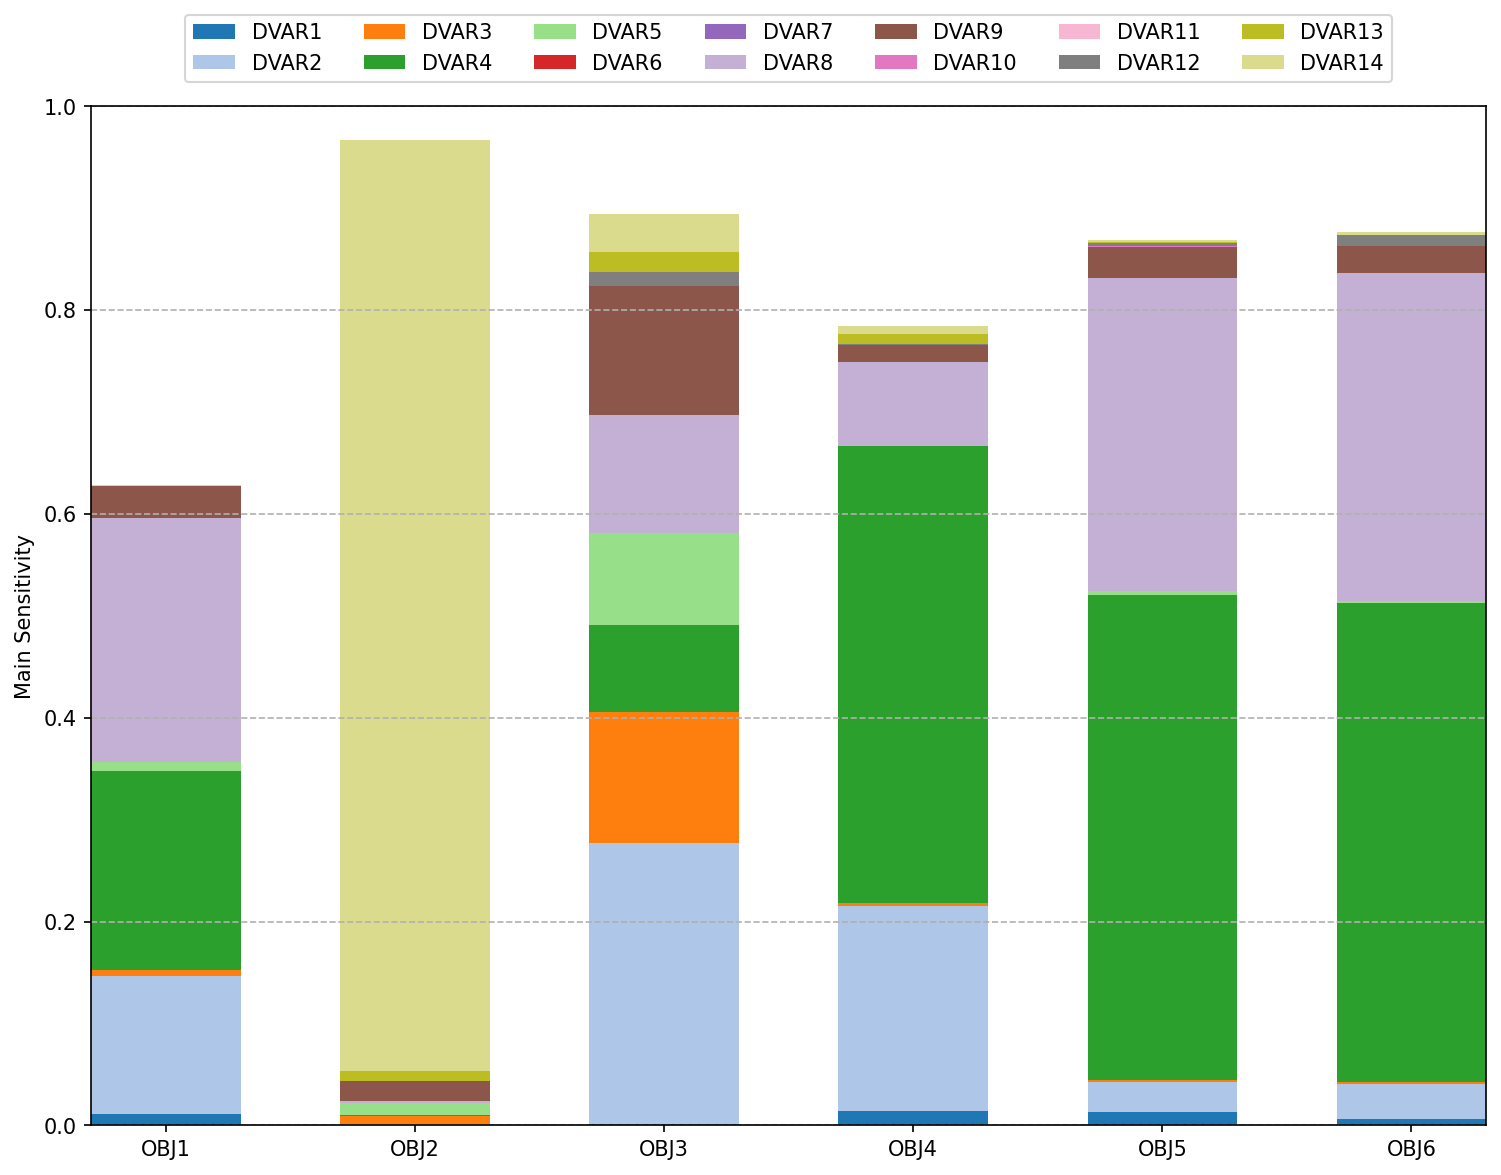 DVAR1 DVAR3 DVAR5 DVAR7 DVAR9 DVAR11 DVAR13
DVAR2 DVAR4 DVAR6 DVAR8 DVAR10 DVAR12 DVAR14
1.0
0.8
0.6
0.4
0.2
0.0
Main Sensitivity
OBJ1 OBJ2 OBJ3 OBJ4 OBJ5 OBJ6